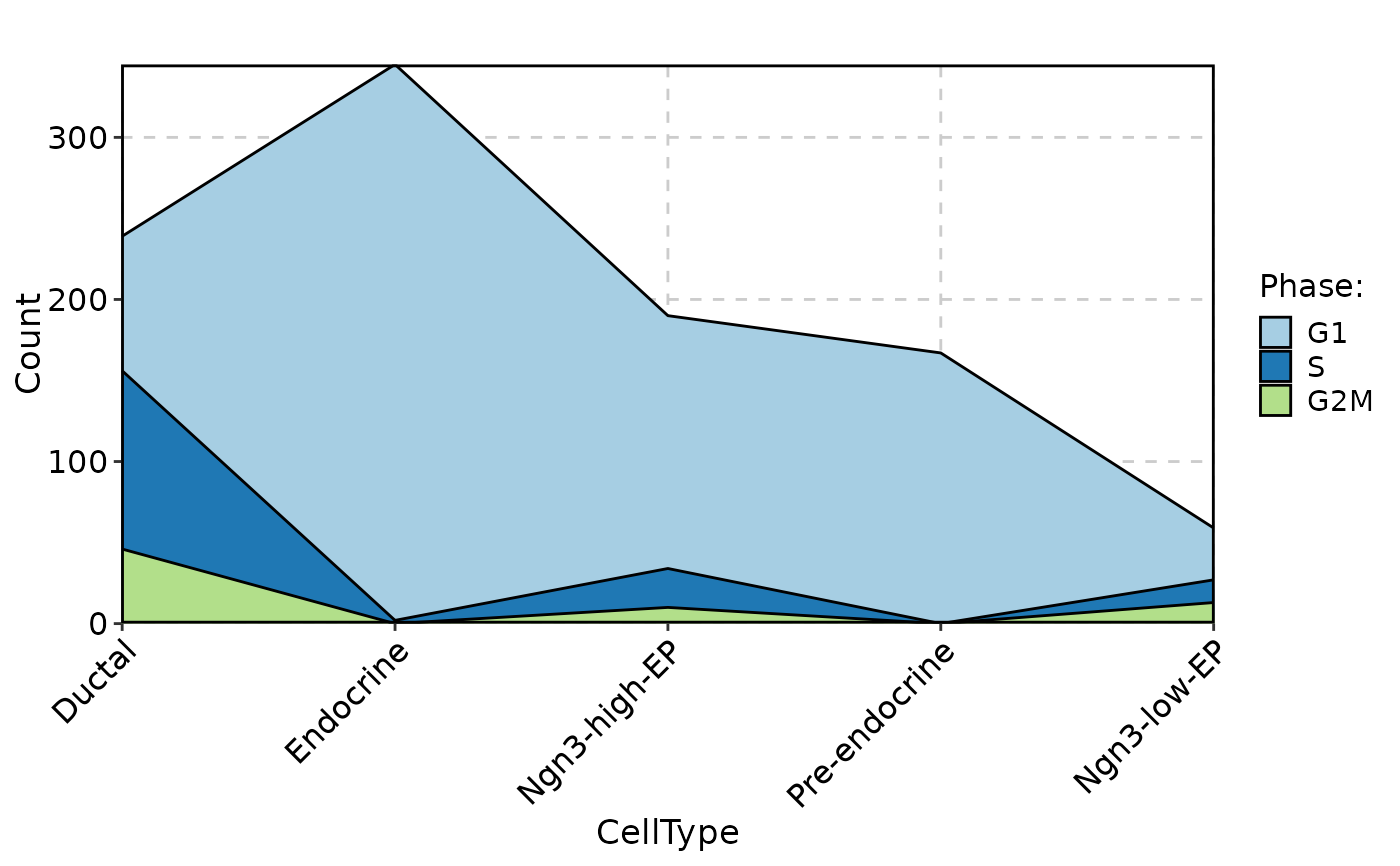 Count
300
200
100
0
Ductal
Endocrine
Ngn3-high-EP
Pre-endocrine
Ngn3-low-EP
CellType
Phase:
G1
S
G2M